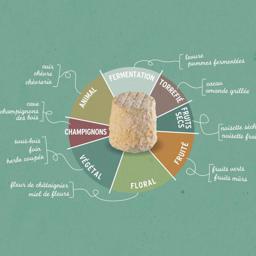 levure
pommes fermentées
FERMENTATION
cuir
chèvre
chèvrerie
ANIMAL
TORRÉFIÉ
cacao
amande grillée
cave
champignons
des bois
CHAMPIGNONS
FRUITS
SECS
noisette sèche
noisette
sous-bois
foin
herbe coupée
VÉGÉTAL
FLORAL
FRUITÉ
fruits verts
fruits mûrs
fleur de châtaignier
miel de fleurs